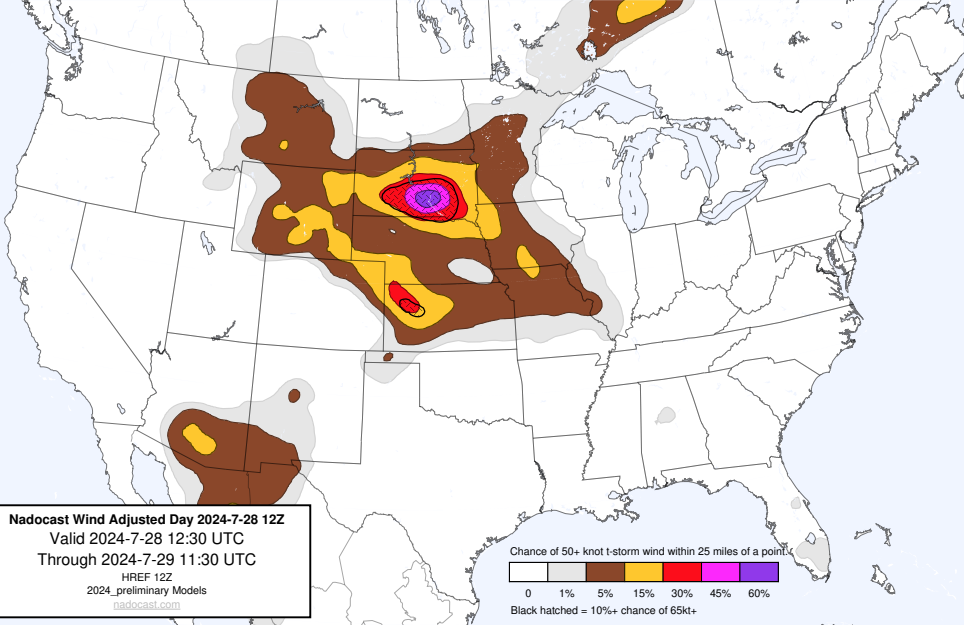 Nadocast Wind Adjusted Day 2024-7-28 12Z
Valid 2024-7-28 12:30 UTC
Through 2024-7-29 11:30 UTC
HREF 12Z
2024_preliminary Models
nadocast.com
Chance of 50+ knot t-storm wind within 25 miles of a point.
0 1% 5% 15% 30% 45% 60%
Black hatched = 10%+ chance of 65kt+